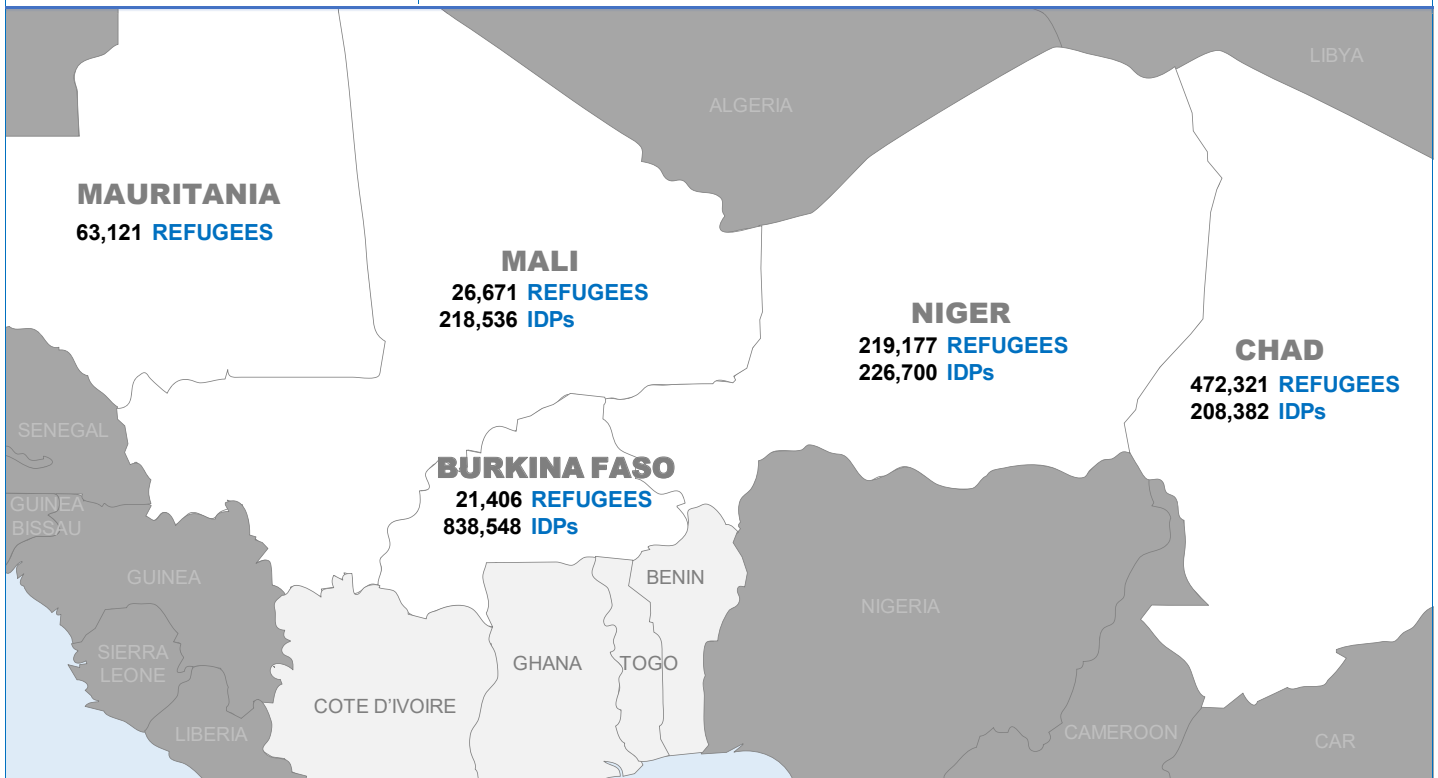 LIBYA
ALGERIA
MAURITANIA
63,121 REFUGEES
MALI
26,671 REFUGEES
218,536 IDPs
NIGER
219,177 REFUGEES
226,700 IDPs
CHAD
472,321 REFUGEES
208,382 IDPs
SENEGAL
BURKINA FASO
21,406 REFUGEES
838,548 IDPs
GUINEA
BISSAU
GUINEA
BENIN
NIGERIA
SIERRA
LEONE
GHANA
TOGO
COTE D'IVOIRE
LIBERIA
CAMEROON
CAR